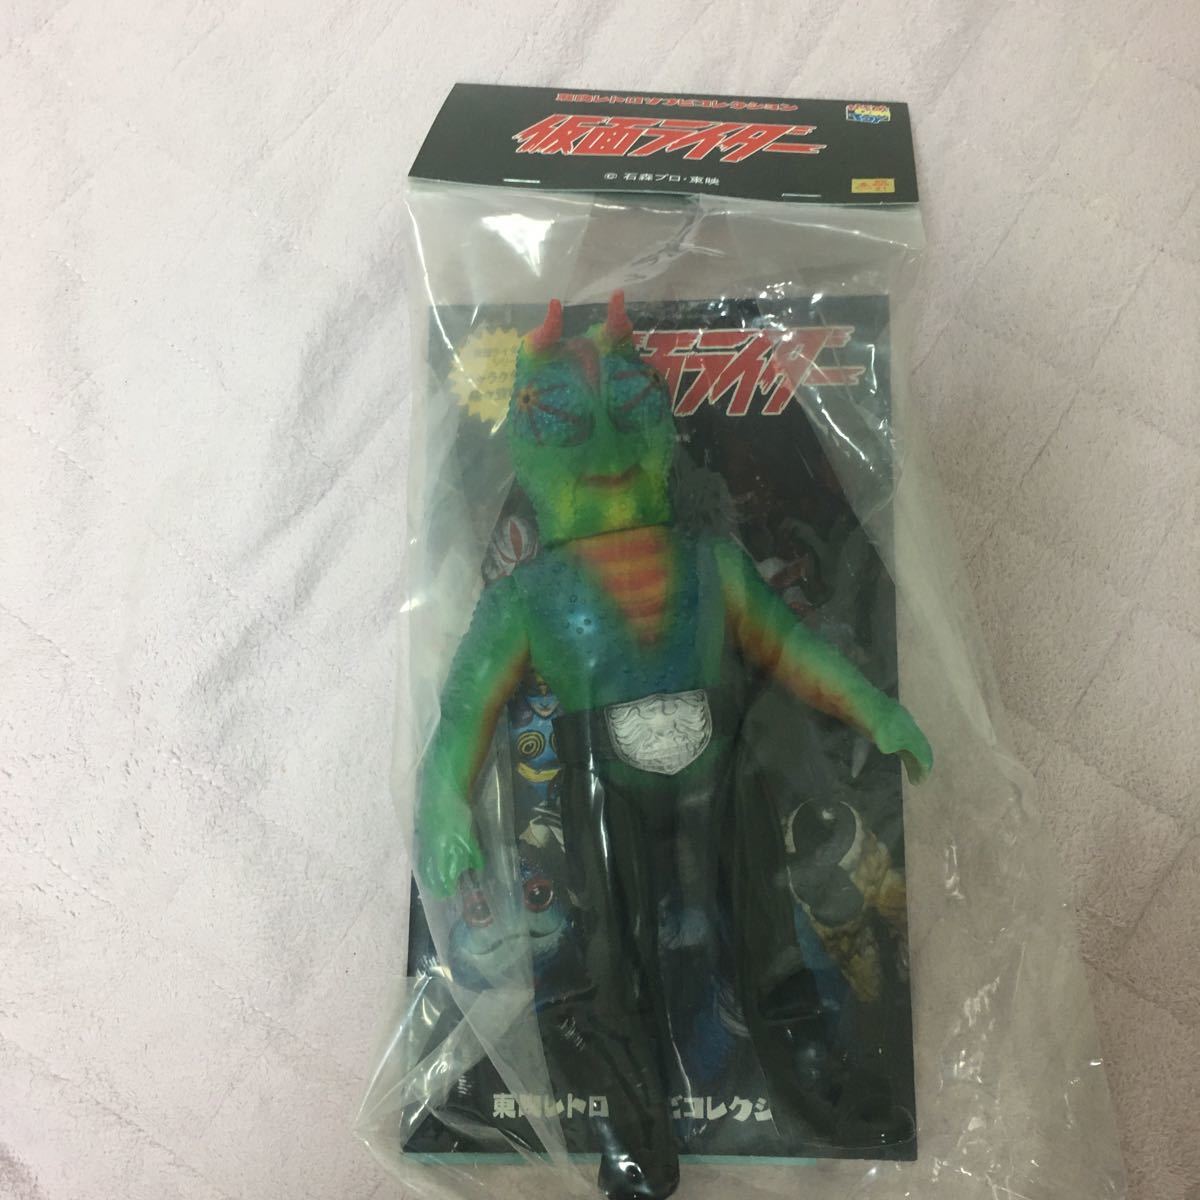 東映レトロソフビコレクション
仮面ライダー
© 石森プロ・東映
面ライダー
東映レトロ
ビコレクシ